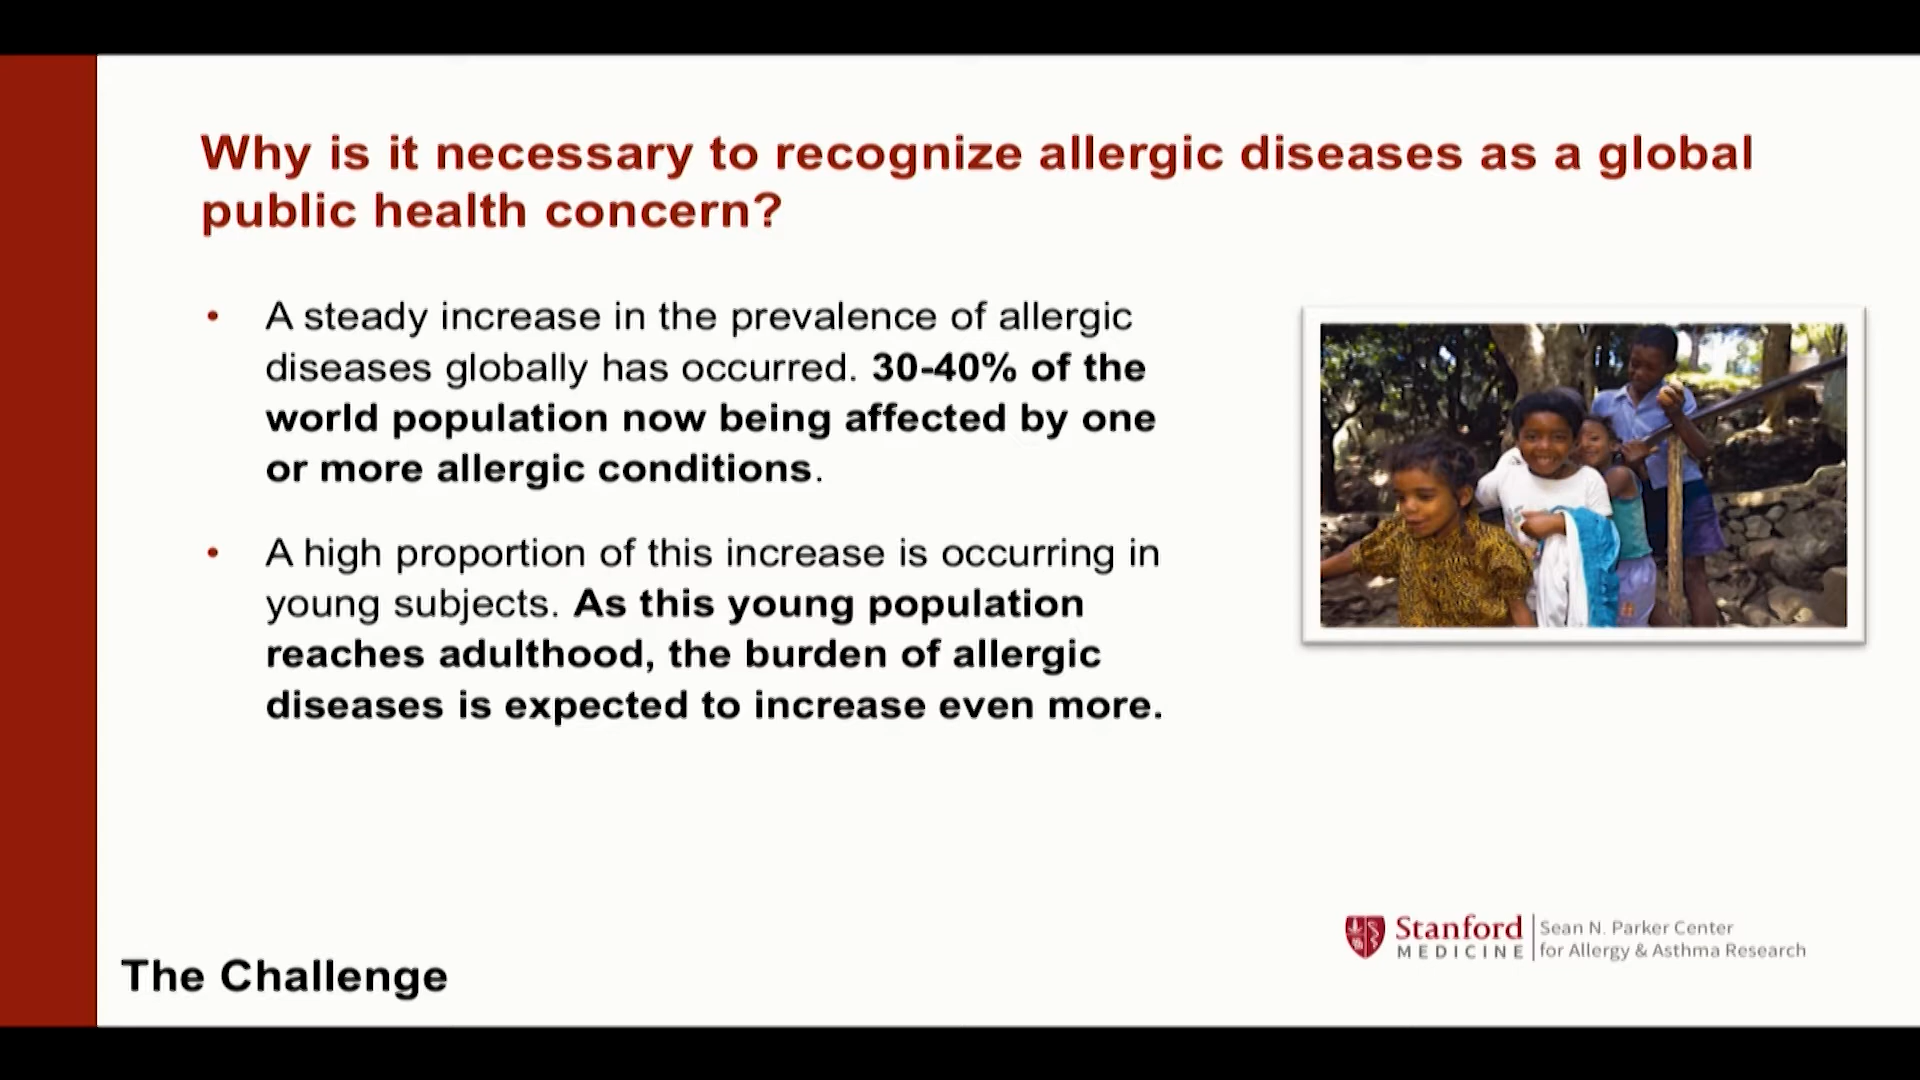 Why is it necessary to recognize allergic diseases as a global
public health concern?
• A steady increase in the prevalence of allergic
diseases globally has occurred. 30-40% of the
world population now being affected by one
or more allergic conditions.
• A high proportion of this increase is occurring in
young subjects. As this young population
reaches adulthood, the burden of allergic
diseases is expected to increase even more.
The Challenge
Stanford
MEDICINE
Sean N. Parker Center
for Allergy & Asthma Research